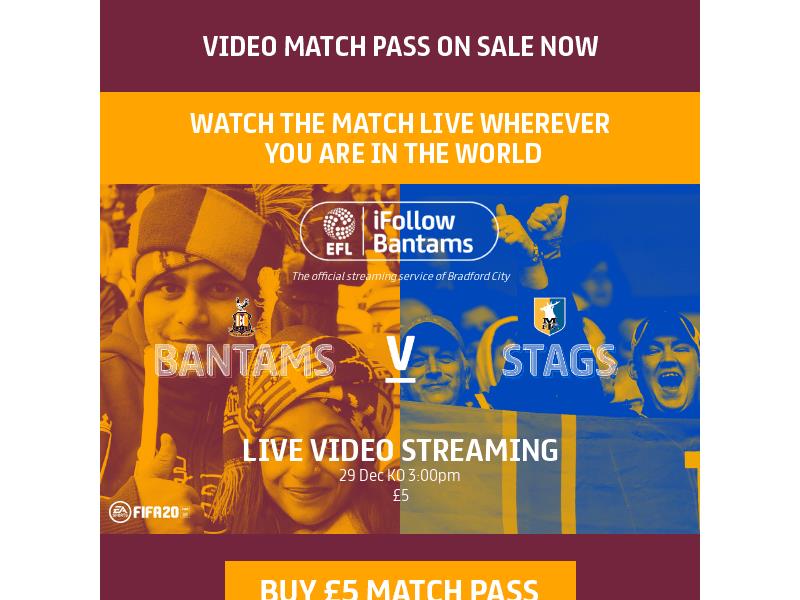 VIDEO MATCH PASS ON SALE NOW
WATCH THE MATCH LIVE WHEREVER
YOU ARE IN THE WORLD
EFL
iFollow
Bantams
The official streaming service of Bradford City
BANTAMS V STAGS
LIVE VIDEO STREAMING
29 Dec KO 3:00pm
£5
EA SPORTS FIFA20
BUY £5 MATCH PASS